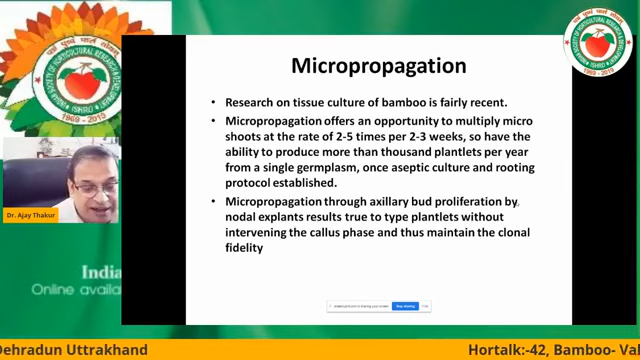 Micropropagation
• Research on tissue culture of bamboo is fairly recent.
• Micropropagation offers an opportunity to multiply micro
shoots at the rate of 2-5 times per 2-3 weeks, so have the
ability to produce more than thousand plantlets per year
from a single germplasm, once aseptic culture and rooting
protocol established.
• Micropropagation through axillary bud proliferation by,
nodal explants results true to type plantlets without
intervening the callus phase and thus maintain the clonal
fidelity
Dr. Ajay Thakur
India
Online availa
Stop sharing
Hide
1969 - 2019
ISHRD
Dehradun Uttrakhand
Hortalk:-42, Bamboo- Val